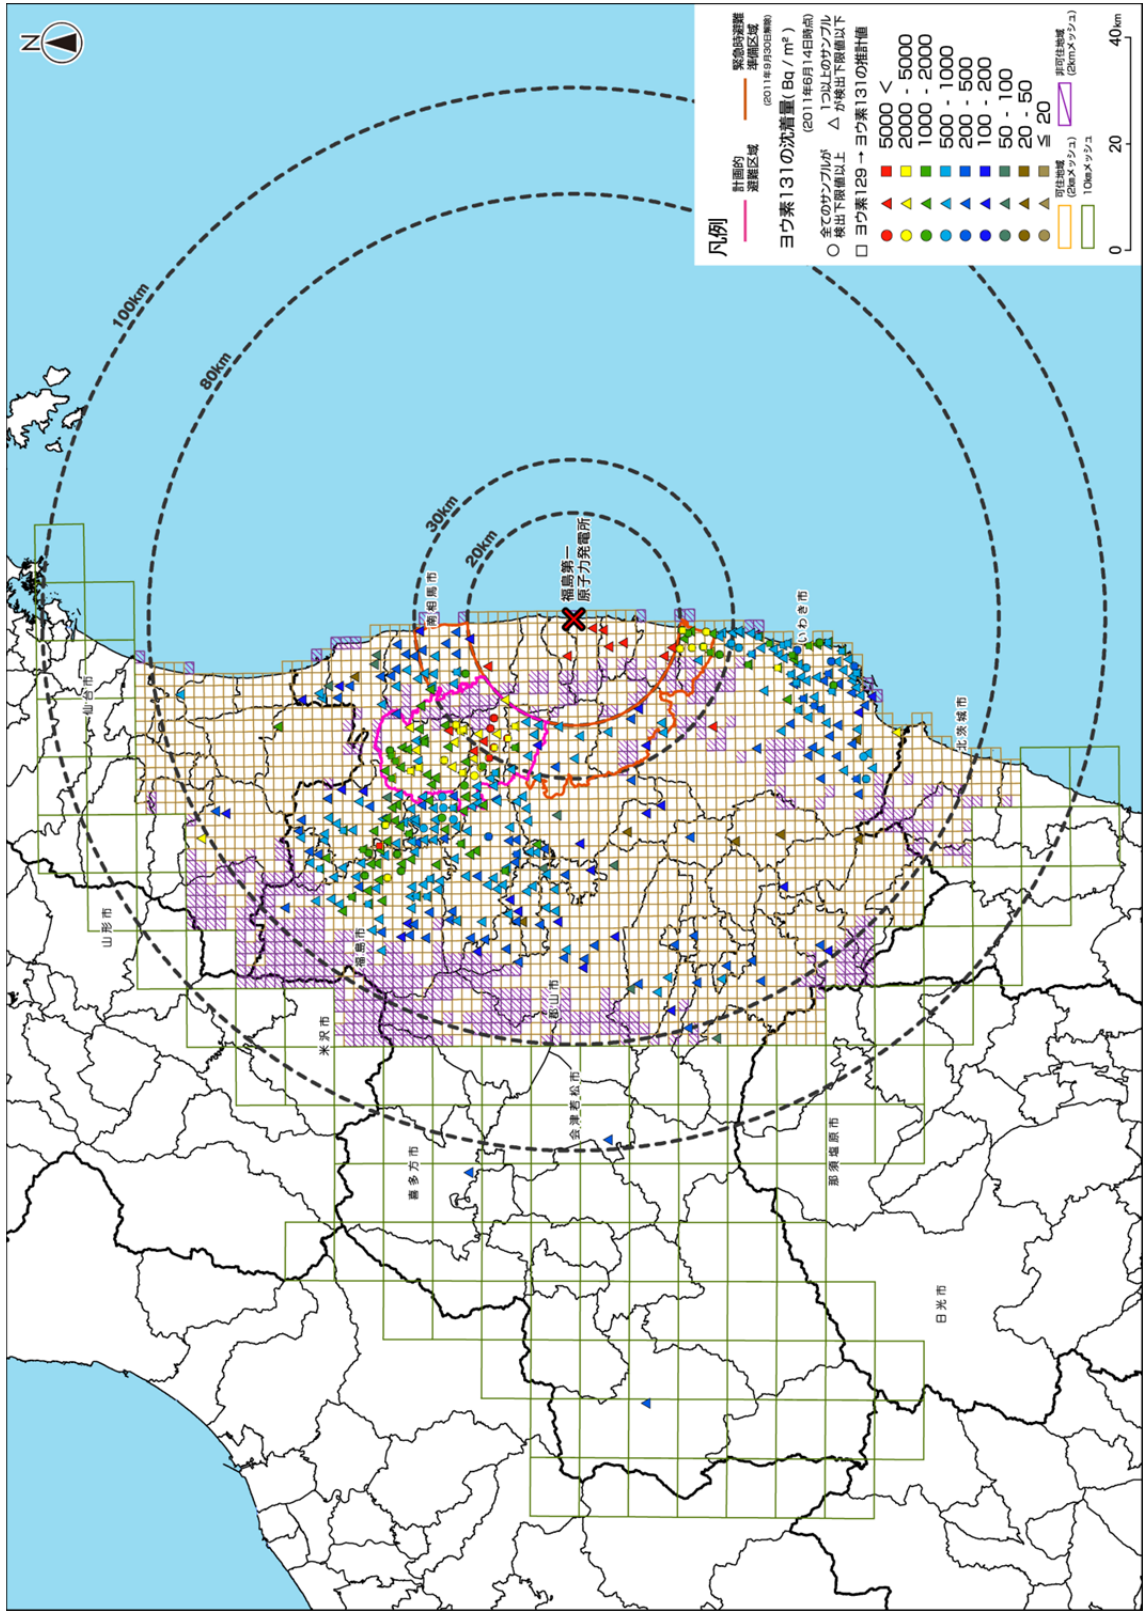 N
100km
80km
30km
20km
福島第一
原子力発電所
仙台市
山形市
米沢市
福島市
南相馬市
喜多方市
会津若松市
郡山市
いわき市
北茨城市
那須塩原市
日光市
凡例
計画的
避難区域
緊急時避難
準備区域
(2011年9月30日解除)
ヨウ素131の沈着量( Bq / m² )
(2011年6月14日時点)
○ 全てのサンプルが
検出下限値以上
△ 1つ以上のサンプル
が検出下限値以下
□ ヨウ素129 → ヨウ素131の推計値
5000 <
2000 - 5000
1000 - 2000
500 - 1000
200 - 500
100 - 200
50 - 100
20 - 50
≦ 20
可住地域
(2kmメッシュ)
非可住地域
(2kmメッシュ)
10kmメッシュ
0 20 40km